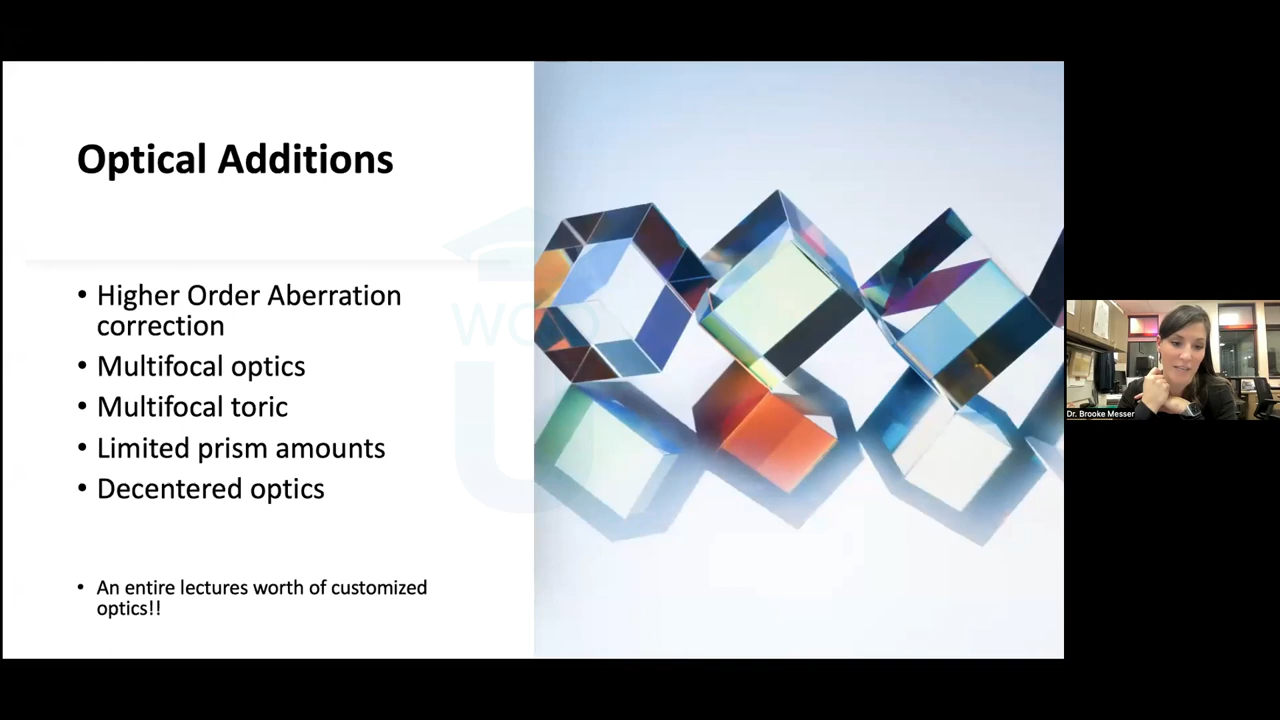 Optical Additions
• Higher Order Aberration
correction
• Multifocal optics
• Multifocal toric
• Limited prism amounts
• Decentered optics
• An entire lectures worth of customized
optics!!
WOO
U
Dr. Brooke Messer